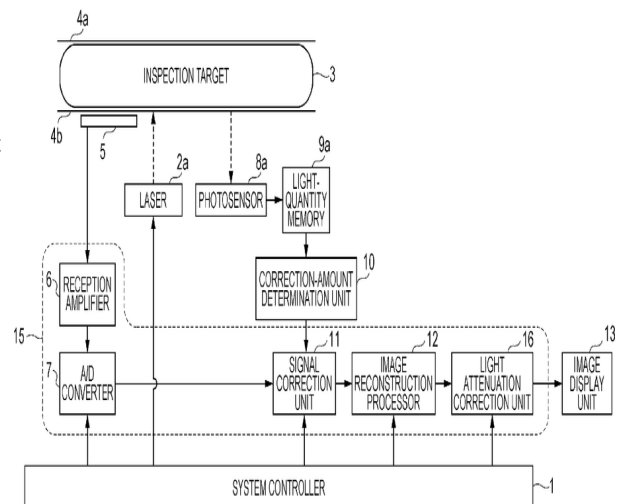 4a
INSPECTION TARGET
3
4b
5
2a
8a
9a
LASER
PHOTOSENSOR
LIGHT-
QUANTITY
MEMORY
6
RECEPTION
AMPLIFIER
10
CORRECTION-AMOUNT
DETERMINATION UNIT
15
7
A/D
CONVERTER
11
SIGNAL
CORRECTION
UNIT
12
IMAGE
RECONSTRUCTION
PROCESSOR
16
LIGHT
ATTENUATION
CORRECTION UNIT
13
IMAGE
DISPLAY
UNIT
SYSTEM CONTROLLER
1